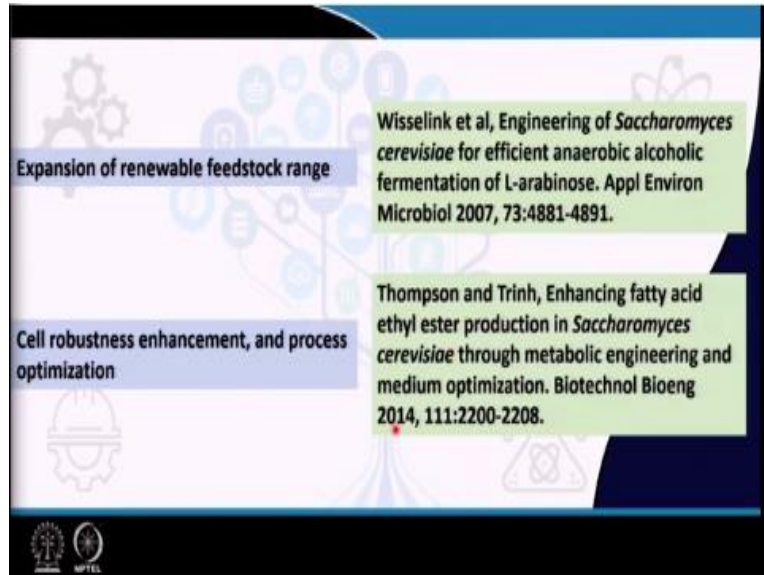 Expansion of renewable feedstock range
Wisselink et al, Engineering of Saccharomyces
cerevisiae for efficient anaerobic alcoholic
fermentation of L-arabinose. Appl Environ
Microbiol 2007, 73:4881-4891.
Cell robustness enhancement, and process
optimization
Thompson and Trinh, Enhancing fatty acid
ethyl ester production in Saccharomyces
cerevisiae through metabolic engineering and
medium optimization. Biotechnol Bioeng
2014, 111:2200-2208.
NPTEL